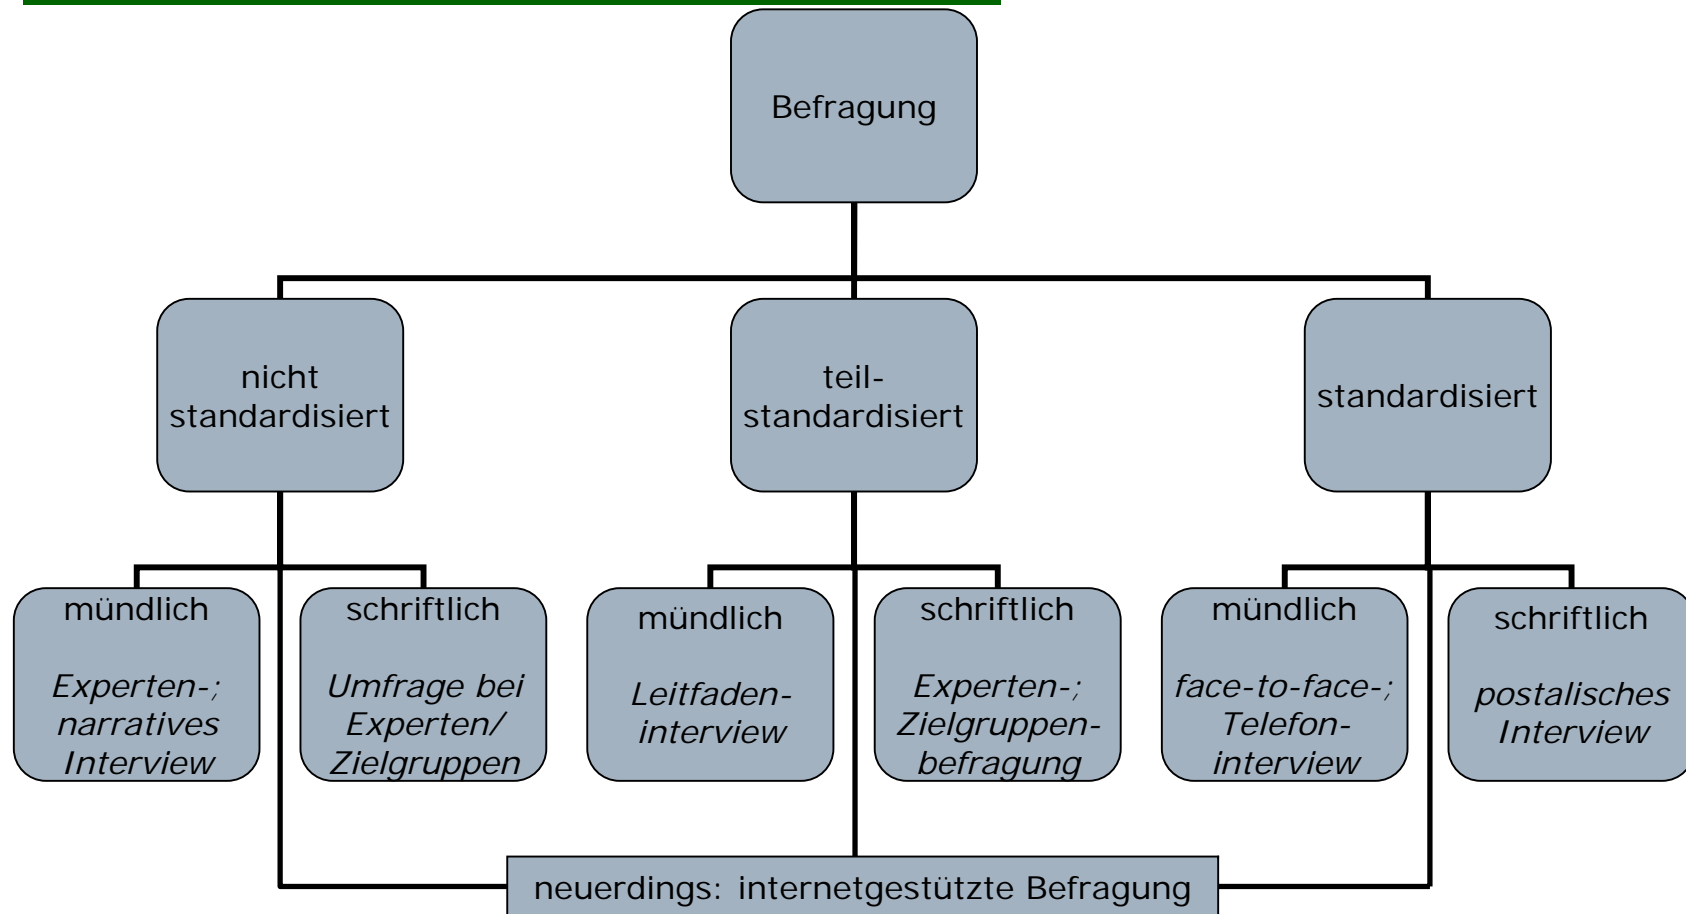 Befragung
nicht
standardisiert
teil-
standardisiert
standardisiert
mündlich
Experten-;
narratives
Interview
schriftlich
Umfrage bei
Experten/
Zielgruppen
mündlich
Leitfaden-
interview
schriftlich
Experten-;
Zielgruppen-
befragung
mündlich
face-to-face-;
Telefon-
interview
schriftlich
postalisches
Interview
neuerdings: internetgestützte Befragung